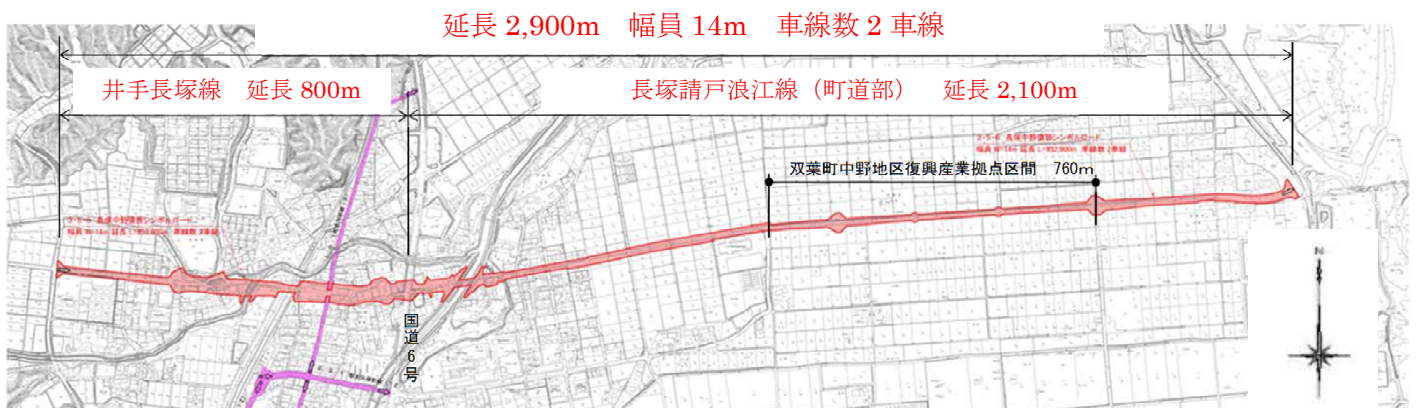 延長 2,900m　幅員 14m　車線数 2 車線
井手長塚線　延長 800m
長塚請戸浪江線（町道部）　延長 2,100m
双葉町中野地区復興産業拠点区間　760m
国道6号
N